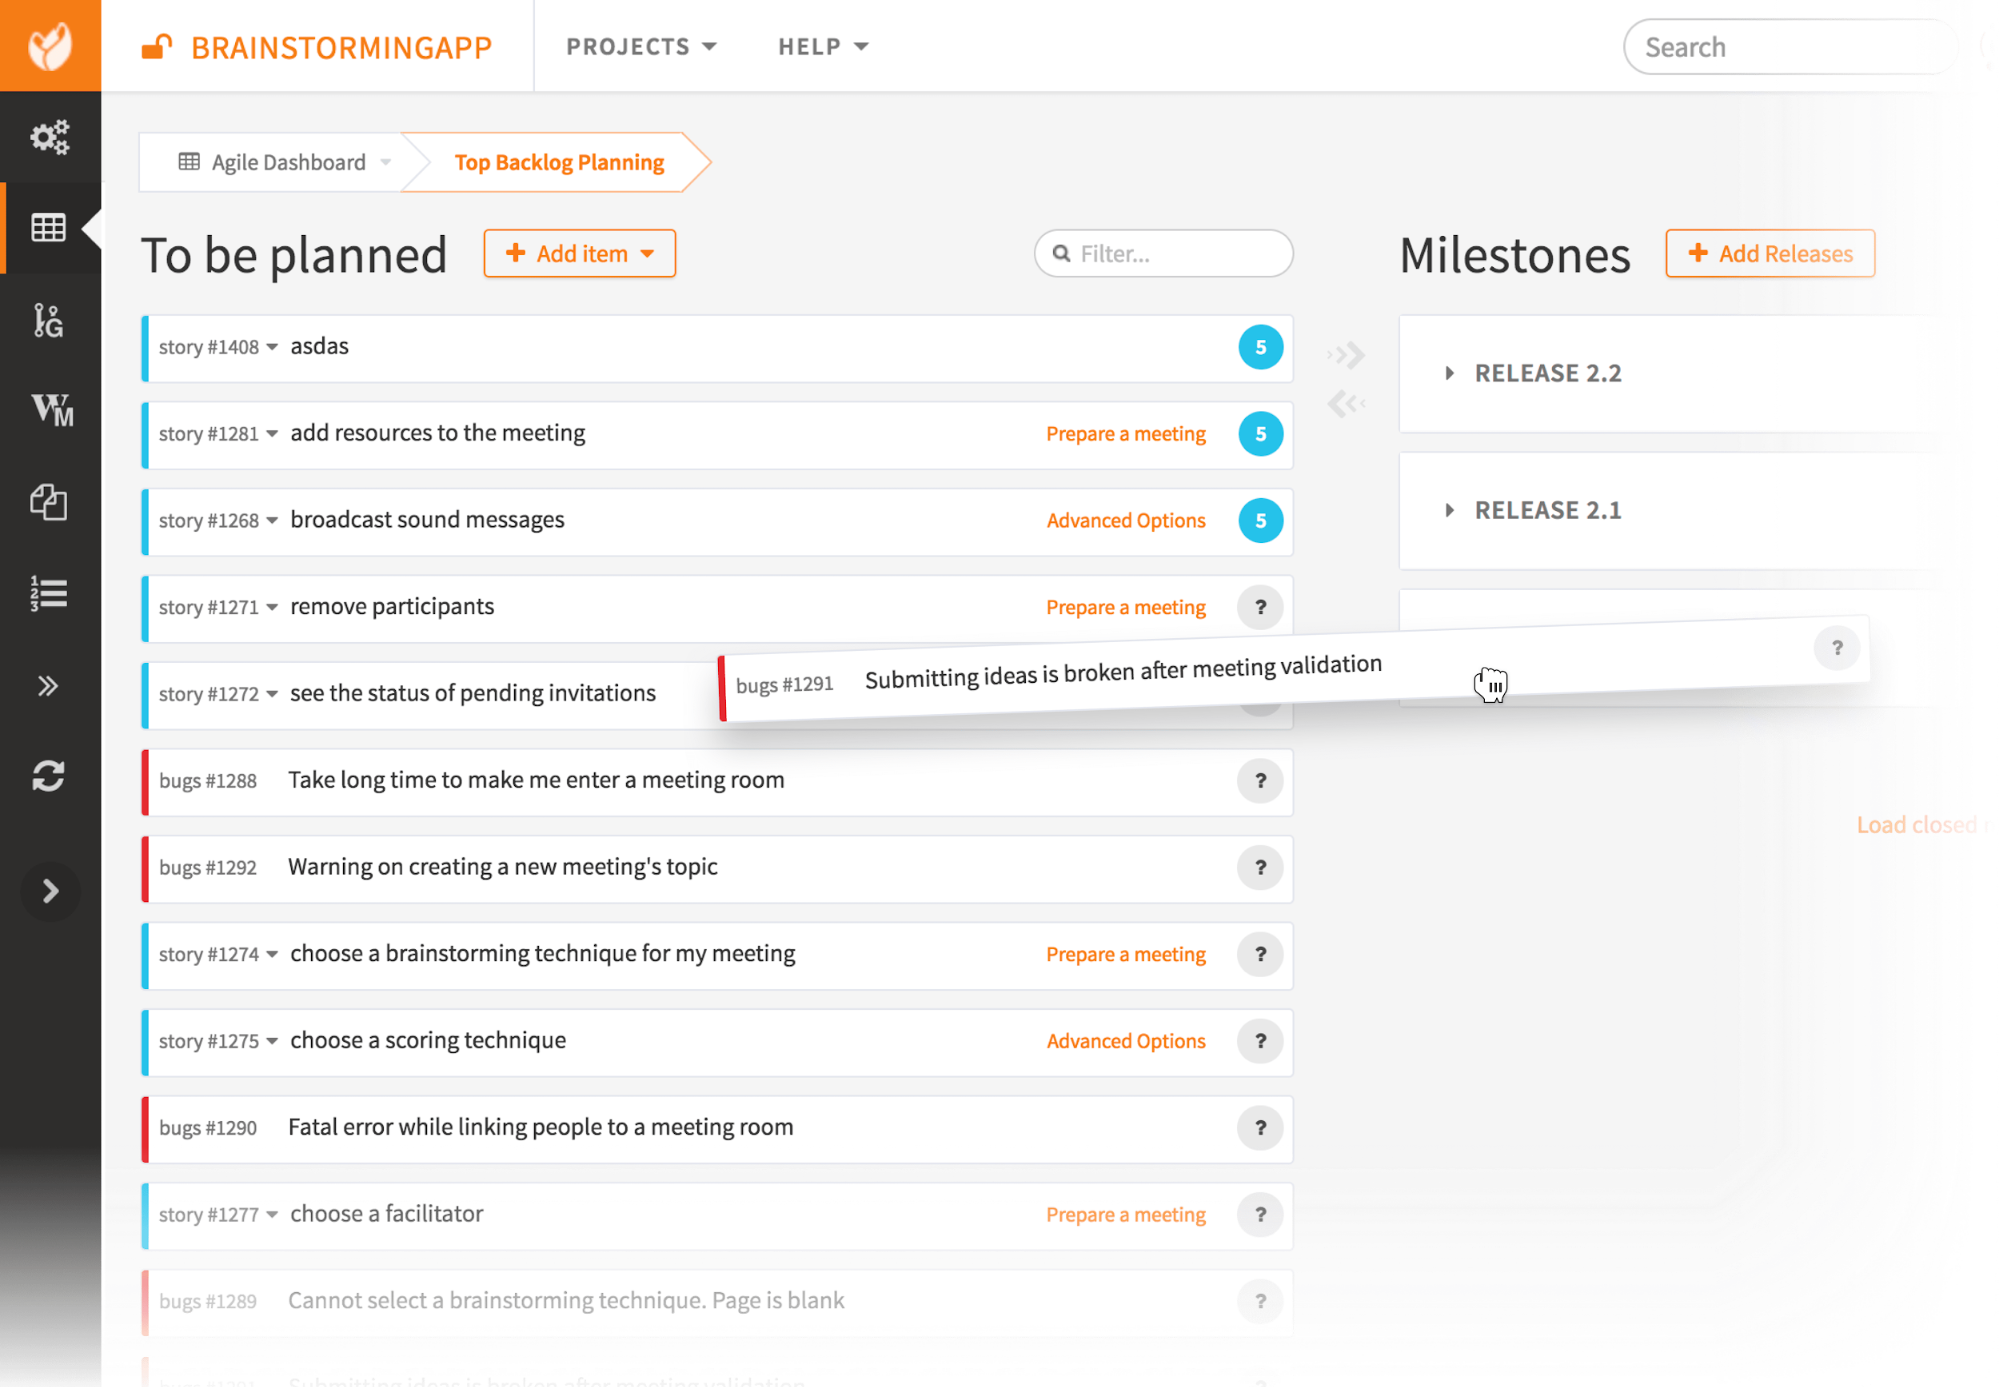 BRAINSTORMINGAPP
PROJECTS
HELP
Search
Agile Dashboard
Top Backlog Planning
To be planned
+ Add item
Filter...
Milestones
+ Add Releases
story #1408 asdas 5
story #1281 add resources to the meeting Prepare a meeting 5
story #1268 broadcast sound messages Advanced Options 5
story #1271 remove participants Prepare a meeting ?
story #1272 see the status of pending invitations
bugs #1291 Submitting ideas is broken after meeting validation ?
bugs #1288 Take long time to make me enter a meeting room ?
bugs #1292 Warning on creating a new meeting's topic ?
story #1274 choose a brainstorming technique for my meeting Prepare a meeting ?
story #1275 choose a scoring technique Advanced Options ?
bugs #1290 Fatal error while linking people to a meeting room ?
story #1277 choose a facilitator Prepare a meeting ?
bugs #1289 Cannot select a brainstorming technique. Page is blank ?
bugs #1291 Submitting ideas is broken after meeting validation ?
RELEASE 2.2
RELEASE 2.1
Load closed
G
WM
1
2
3